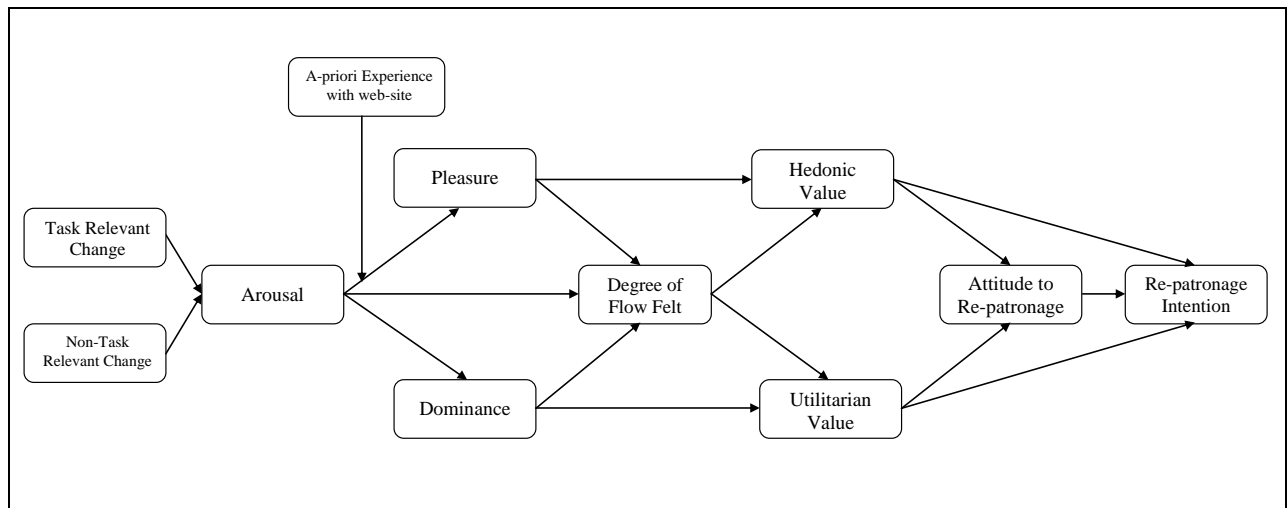 A-priori Experience
with web-site
Pleasure
Hedonic
Value
Task Relevant
Change
Arousal
Degree of
Flow Felt
Attitude to
Re-patronage
Re-patronage
Intention
Non-Task
Relevant Change
Dominance
Utilitarian
Value